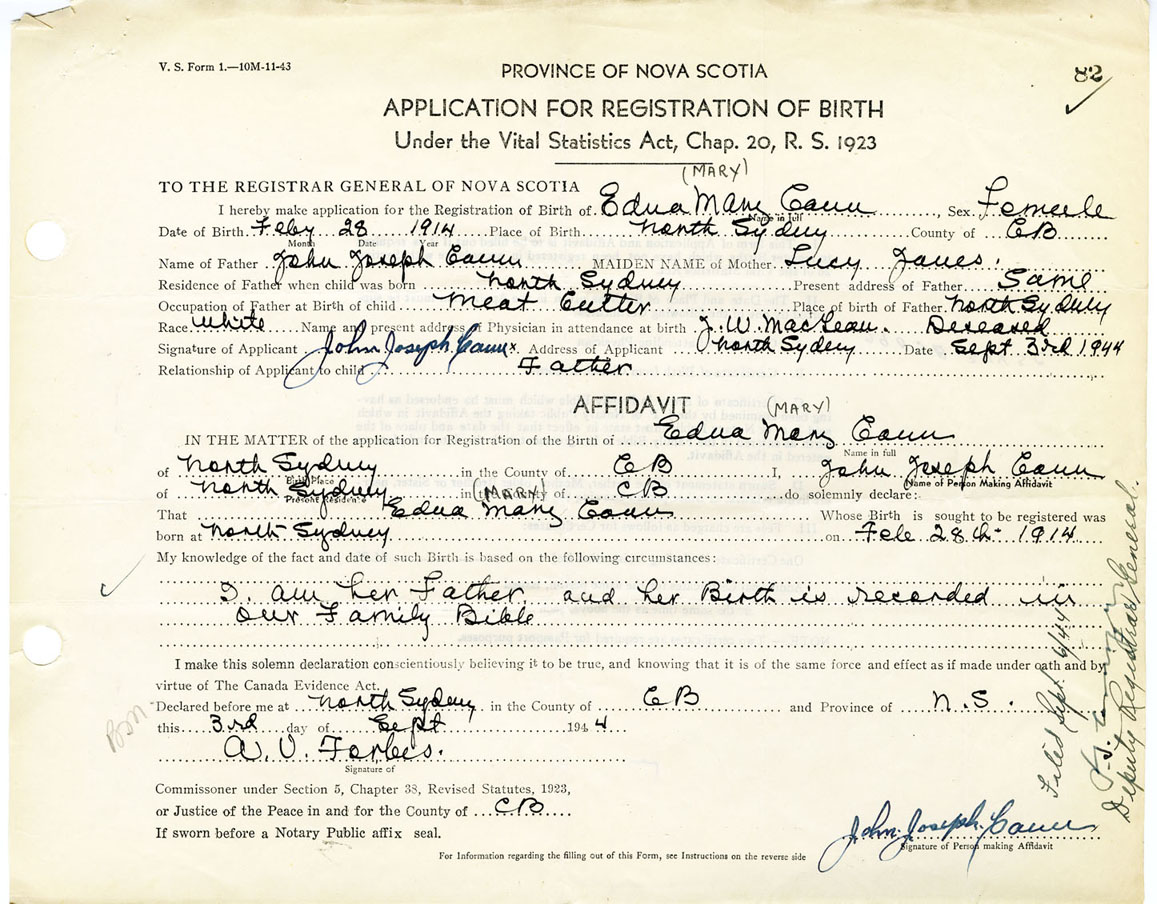 V. S. Form 1.—10M-11-43
82
PROVINCE OF NOVA SCOTIA
APPLICATION FOR REGISTRATION OF BIRTH
Under the Vital Statistics Act, Chap. 20, R. S. 1923
(MARY)
TO THE REGISTRAR GENERAL OF NOVA SCOTIA
I hereby make application for the Registration of Birth of Edna Mary Cann, Sex Femerle
Name in full
Date of Birth Feby 28 1914 Place of Birth North Sydney County of CB
Month Date Year
Name of Father John Joseph Cann MAIDEN NAME of Mother Lucy Janes.
Residence of Father when child was born North Sydney Present address of Father Same
Occupation of Father at Birth of child Meat Cutter Place of birth of Father North Sydney
Race White Name and present address of Physician in attendance at birth J. W. MacLean. Deseased
Signature of Applicant John Joseph Cann x Address of Applicant North Sydney Date Sept 3rd 1944
Relationship of Applicant to child Father
AFFIDAVIT
(MARY)
IN THE MATTER of the application for Registration of the Birth of Edna Mary Cann
Name in full
of North Sydney in the County of CB I, John Joseph Cann
Birth Place
Name of Person Making Affidavit
of North Sydney in the County of CB do solemnly declare:
Present Residence
(MARY)
That Edna Mary Cann Whose Birth is sought to be registered was
born at North Sydney on Feb 28th 1914
My knowledge of the fact and date of such Birth is based on the following circumstances:
I am her Father and her Birth is recorded in
our Family Bible
I make this solemn declaration conscientiously believing it to be true, and knowing that it is of the same force and effect as if made under oath and by
virtue of The Canada Evidence Act.
Declared before me at North Sydney in the County of CB and Province of N.S.
this 3rd day of Sept 1944
A. V. Forbes.
Signature of
Commissioner under Section 5, Chapter 38, Revised Statutes, 1923,
or Justice of the Peace in and for the County of CB
If sworn before a Notary Public affix seal.
John Joseph Cann
Signature of Person making Affidavit
For Information regarding the filling out of this Form, see Instructions on the reverse side
Filed Sept. 6/44
Deputy Registrar General.